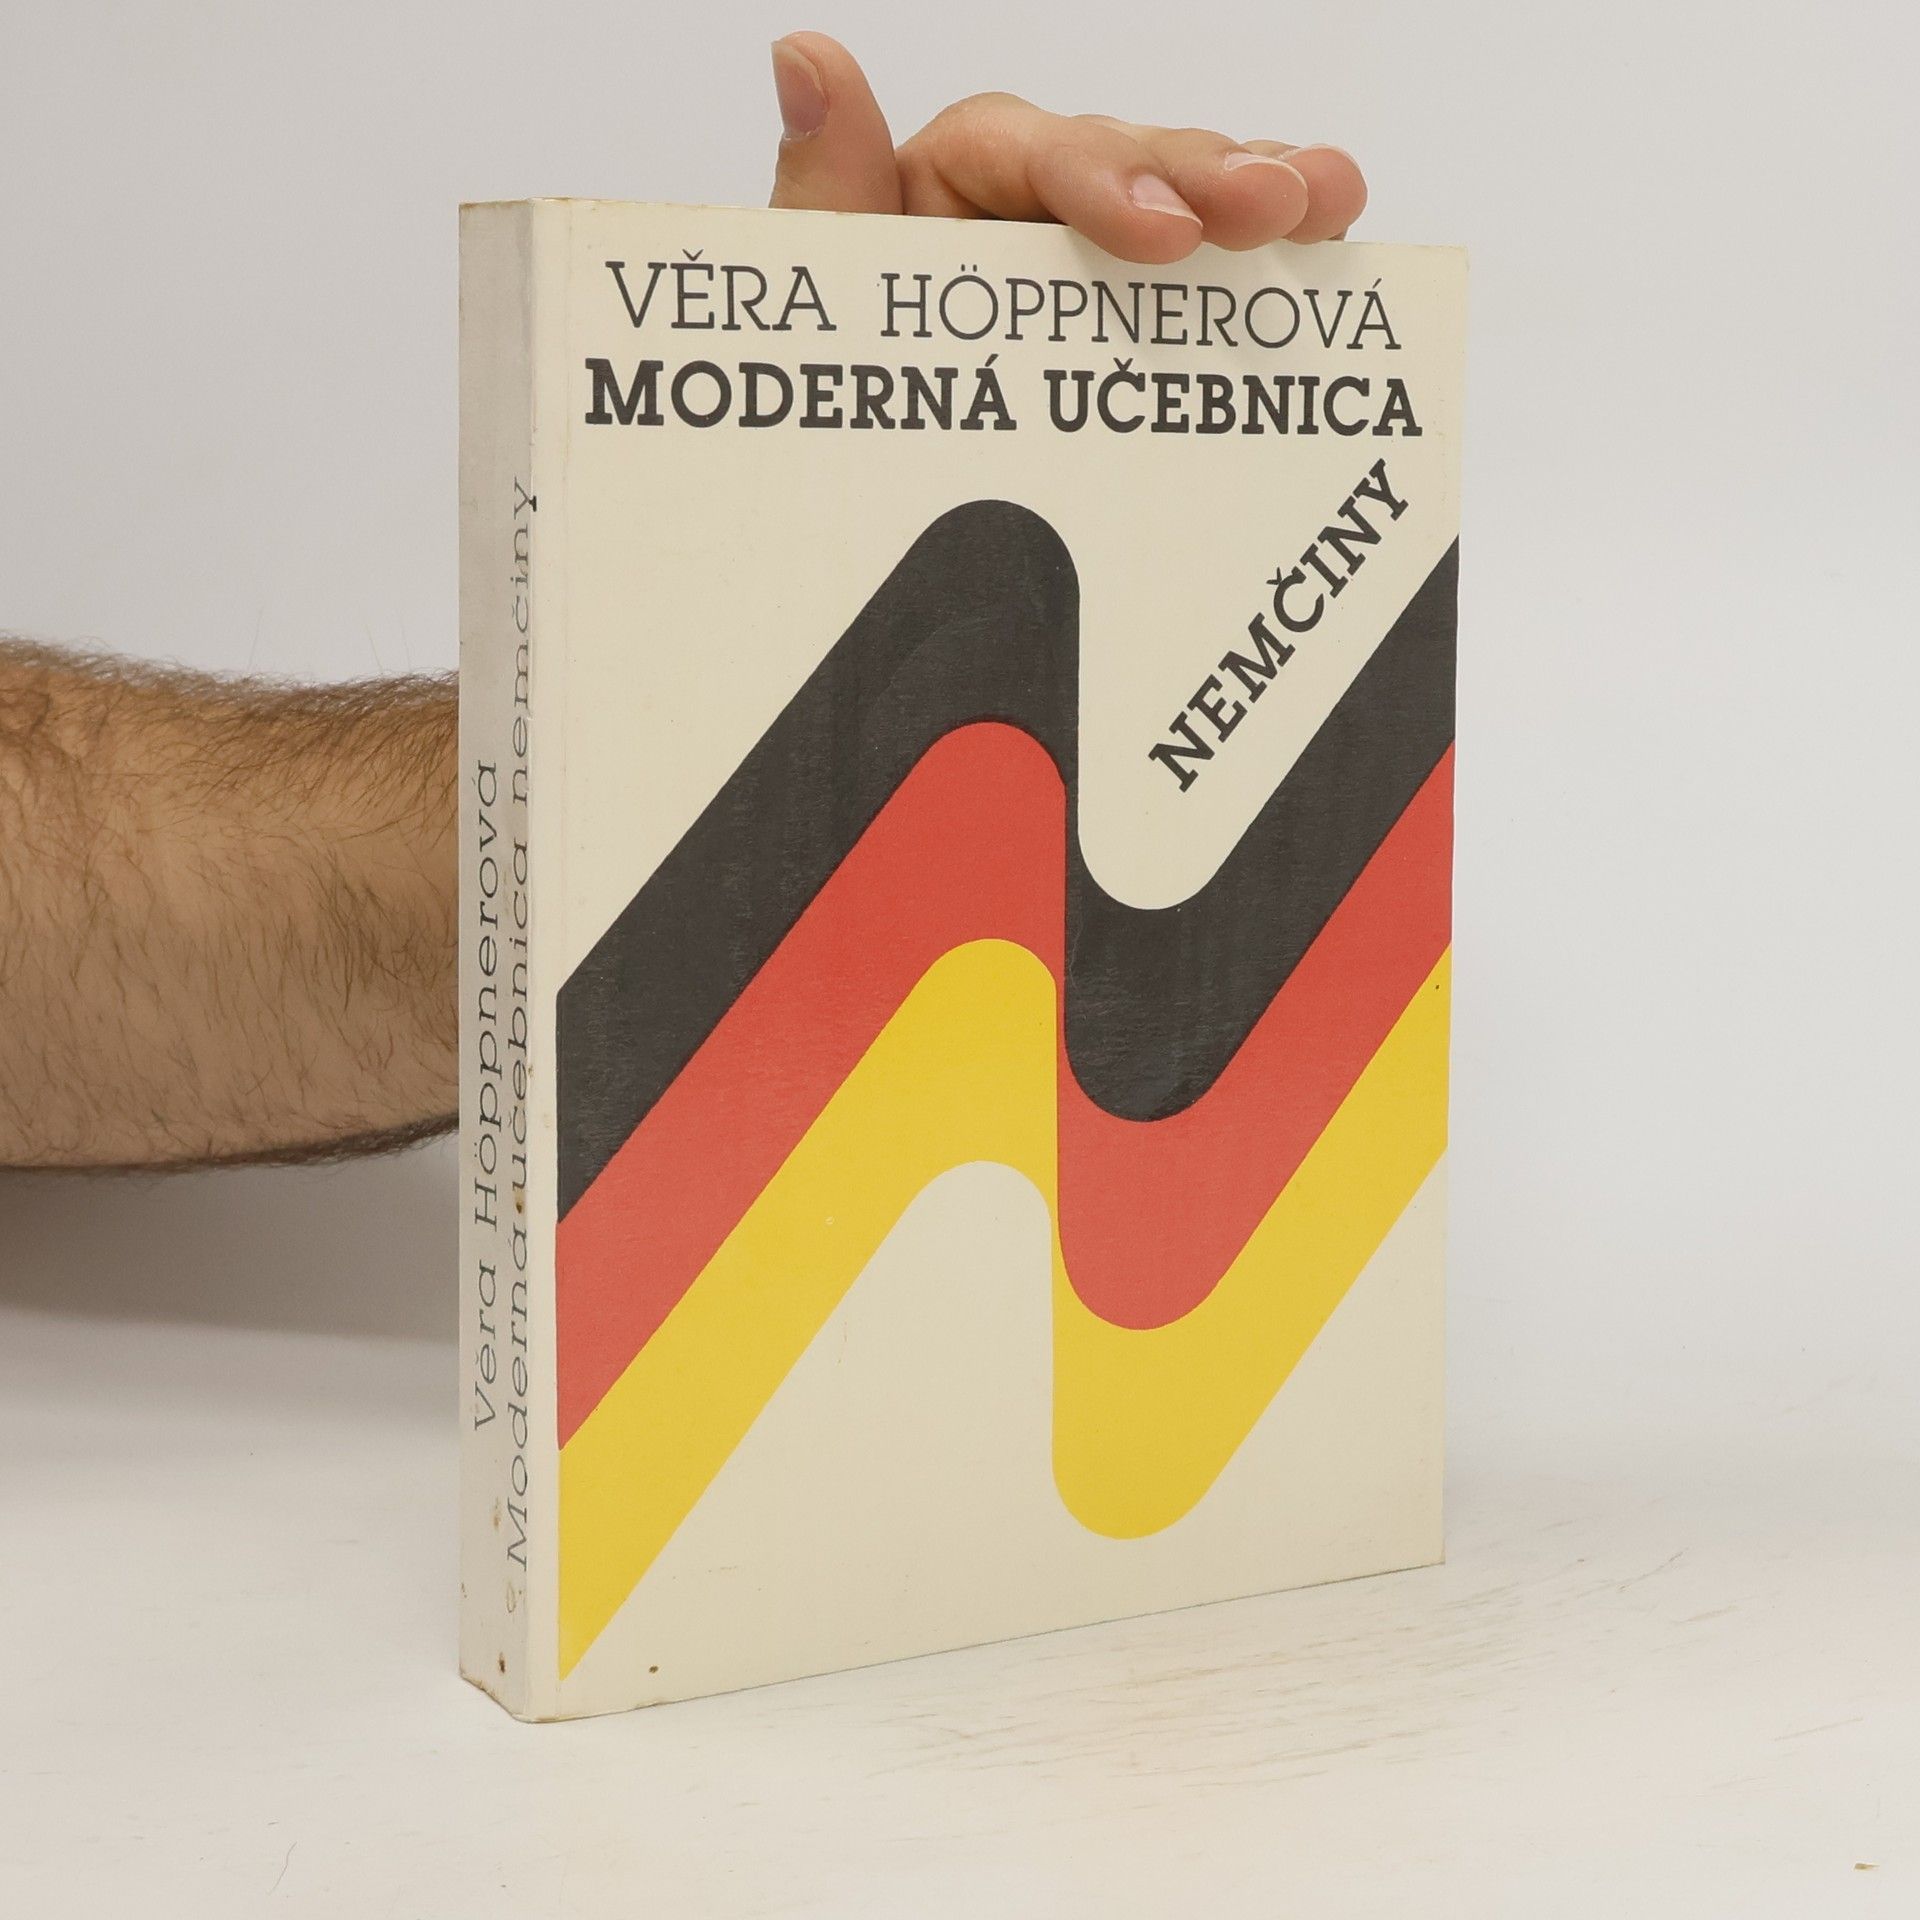 VĚRA HÖPPNEROVÁ
MODERNÁ UČEBNICA
NEMČINY
Věra Höppnerová
Moderná učebnica nemčiny